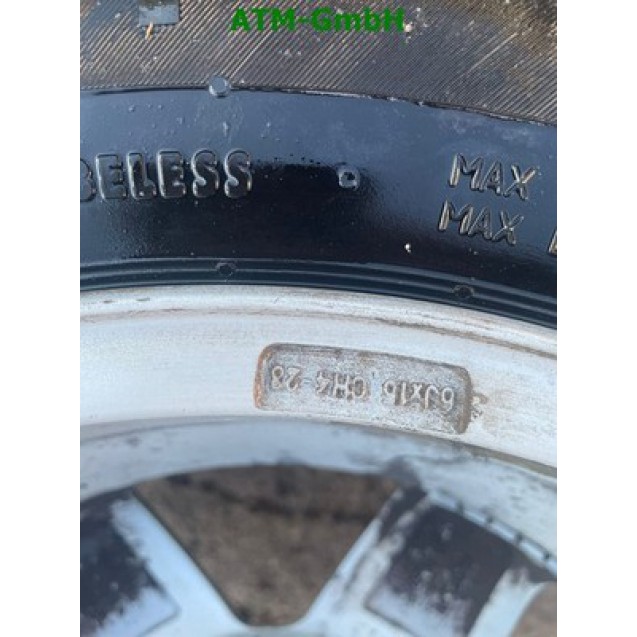 ATM-GmbH
BELESS
MAX
MAX
6Jx16 CH4 23